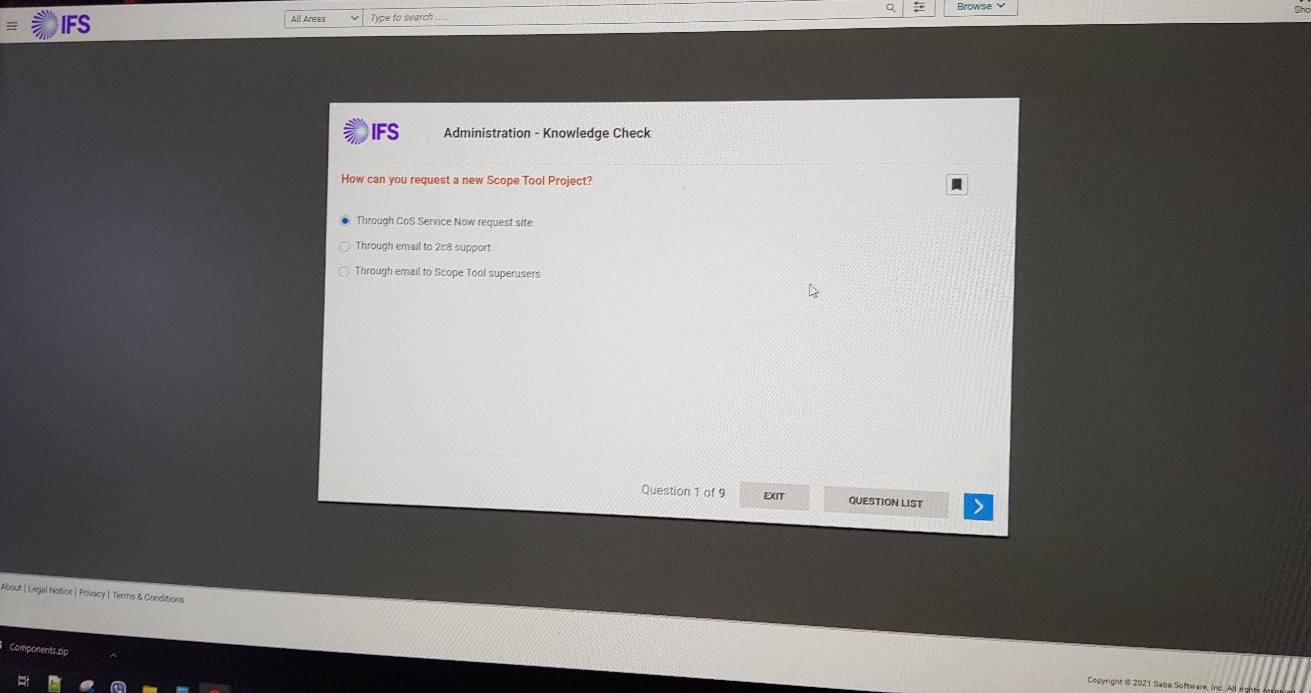 IFS
All Areas
Type to search
Browse
Sho
IFS
Administration - Knowledge Check
How can you request a new Scope Tool Project?
Through CoS Service Now request site
Through email to 2c8 support
Through email to Scope Tool superusers
Question 1 of 9
EXIT
QUESTION LIST
About | Legal Notice | Privacy | Terms & Conditions
Components.zip
Copyright © 2021 Saba Software, Inc. All rights